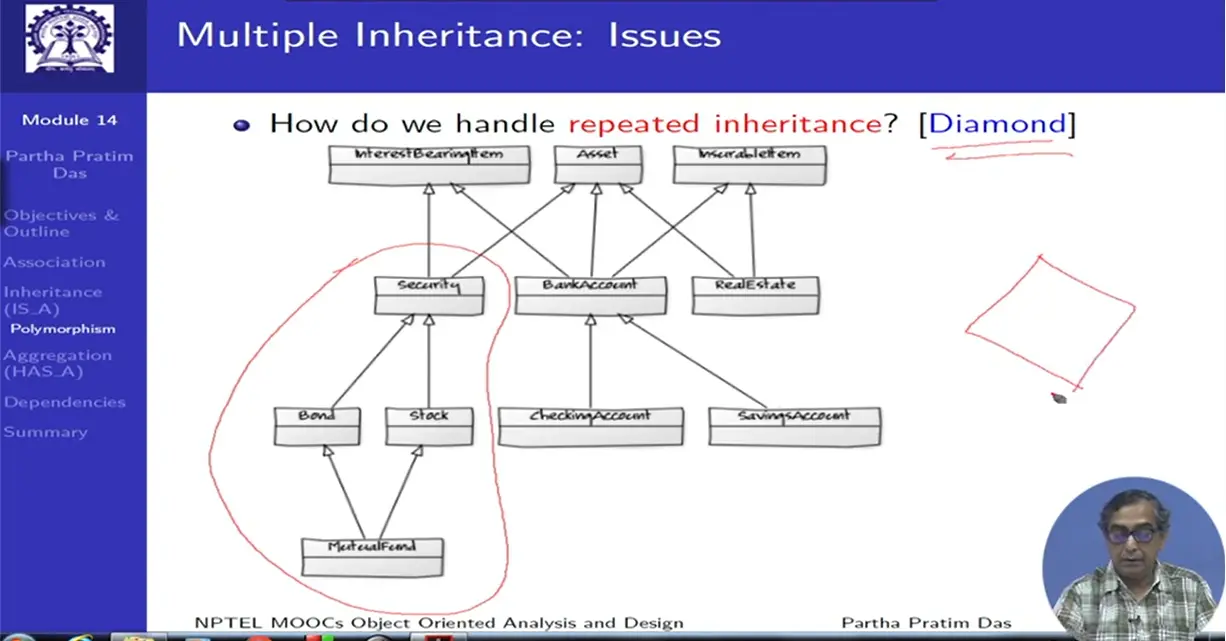 Multiple Inheritance: Issues
Module 14
Partha Pratim
Das
Objectives &
Outline
Association
Inheritance
(IS_A)
Polymorphism
Aggregation
(HAS_A)
Dependencies
Summary
How do we handle repeated inheritance? [Diamond]
InterestBearingItem
Asset
InsurableItem
Security
BankAccount
RealEstate
Bond
Stock
CheckingAccount
SavingsAccount
MutualFund
NPTEL MOOCs Object Oriented Analysis and Design
Partha Pratim Das